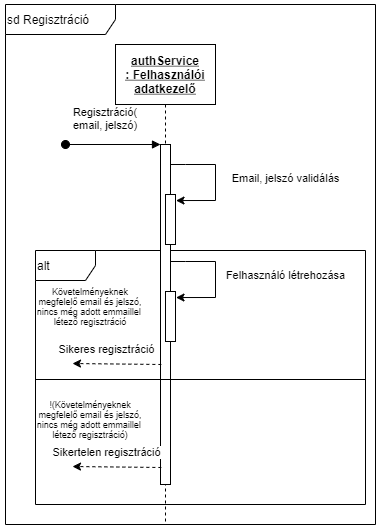 sd Regisztráció
authService
: Felhasználói
adatkezelő
Regisztráció(
email, jelszó)
Email, jelszó validálás
alt
Felhasználó létrehozása
Követelményeknek
megfelelő email és jelszó,
nincs még adott emmaillel
létező regisztráció
Sikeres regisztráció
!(Követelményeknek
megfelelő email és jelszó,
nincs még adott emmaillel
létező regisztráció)
Sikertelen regisztráció